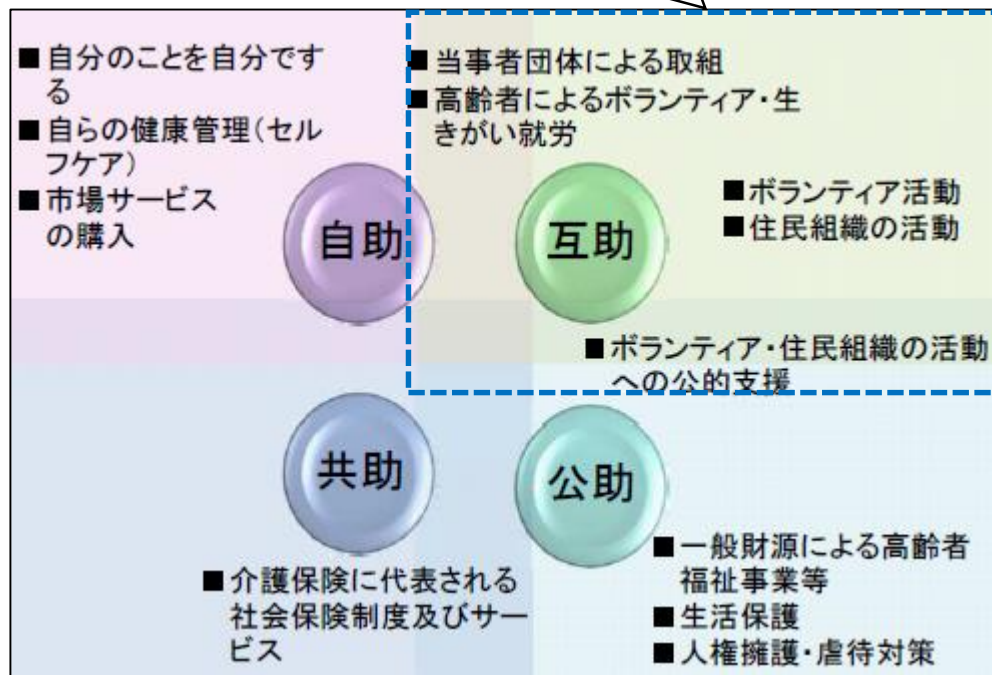 ■自分のことを自分です
る
■自らの健康管理(セル
フケア)
■市場サービス
の購入
自助
■当事者団体による取組
■高齢者によるボランティア・生
きがい就労
■ボランティア活動
■住民組織の活動
互助
■ボランティア・住民組織の活動
への公的支援
共助
■介護保険に代表される
社会保険制度及びサー
ビス
公助
■一般財源による高齢者
福祉事業等
■生活保護
■人権擁護・虐待対策